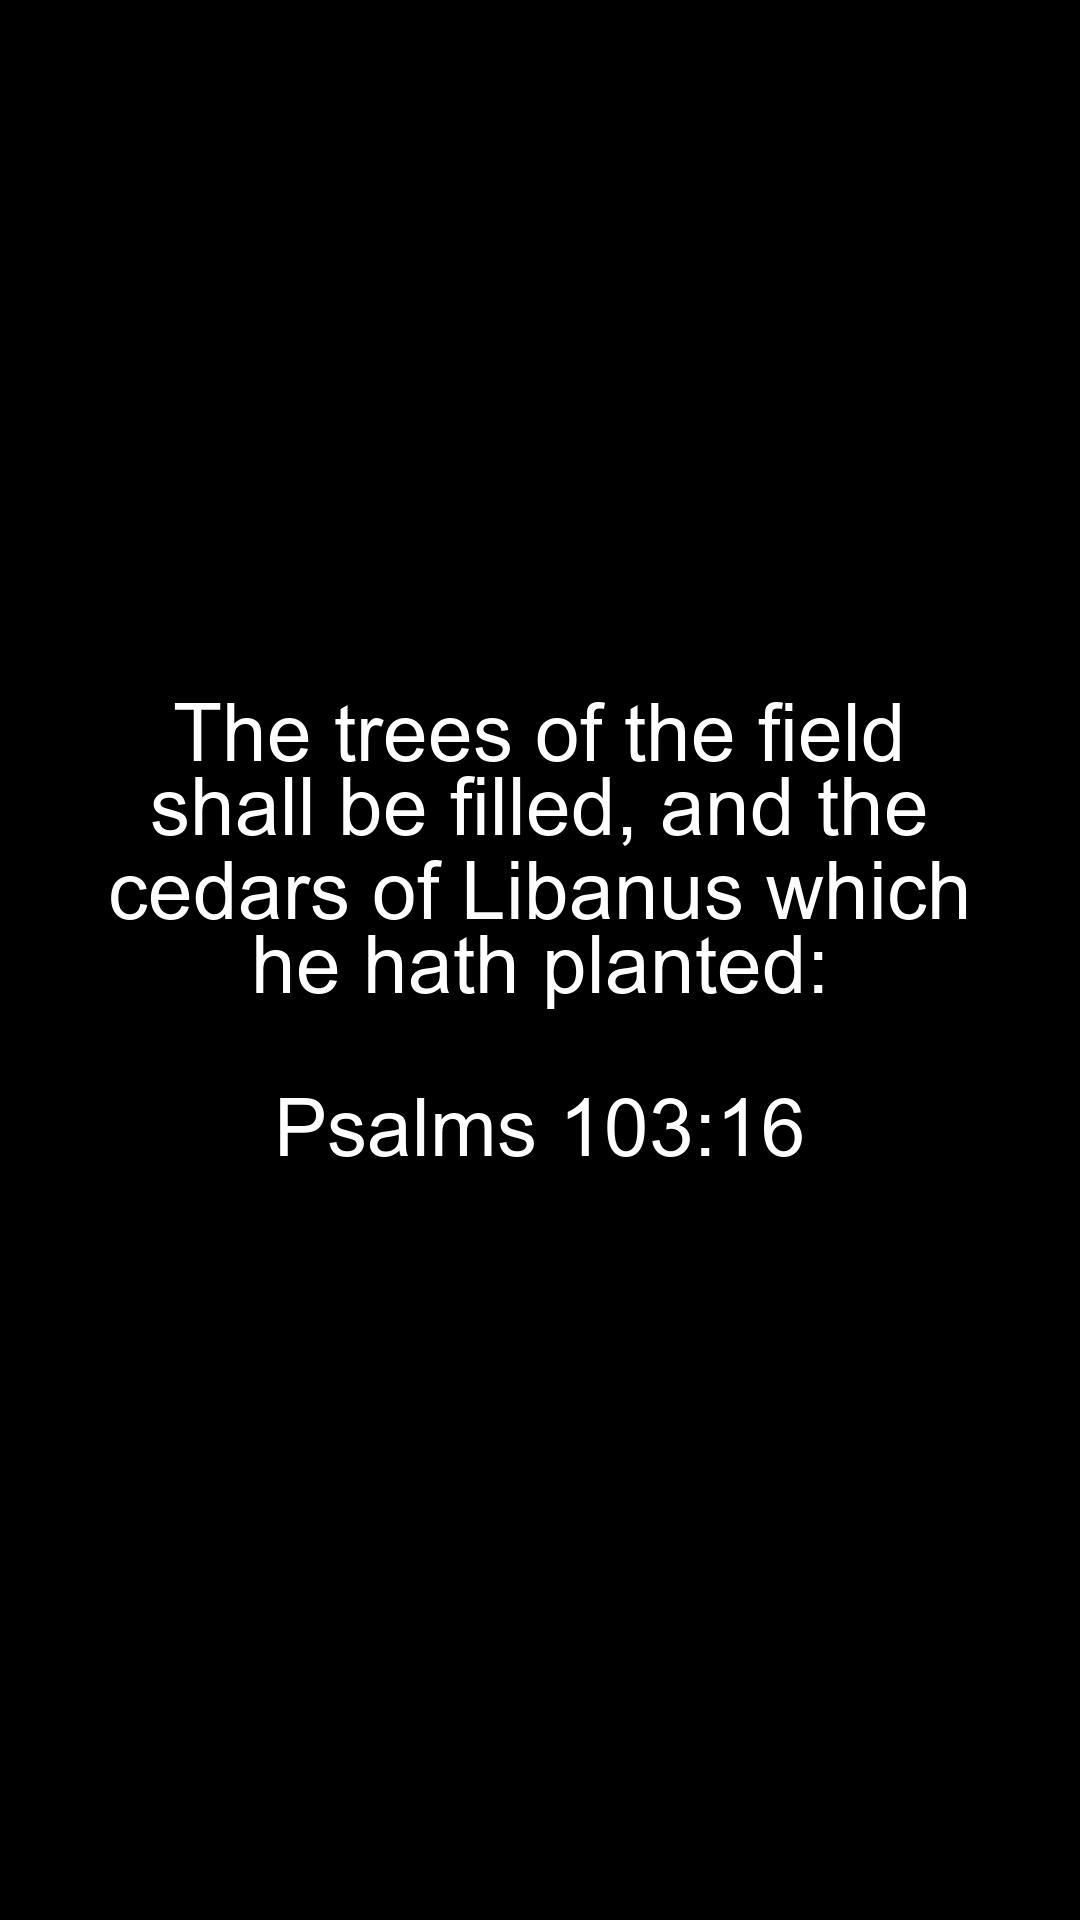 The trees of the field
shall be filled, and the
cedars of Libanus which
he hath planted:
Psalms 103:16